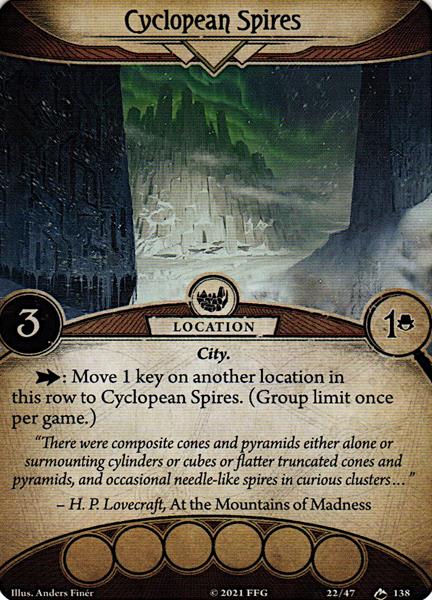 Cyclopean Spires
3
LOCATION
1
City.
: Move 1 key on another location in
this row to Cyclopean Spires. (Group limit once
per game.)
“There were composite cones and pyramids either alone or
surmounting cylinders or cubes or flatter truncated cones and
pyramids, and occasional needle-like spires in curious clusters…”
– H. P. Lovecraft, At the Mountains of Madness
Illus. Anders Finér © 2021 FFG 22/47 138